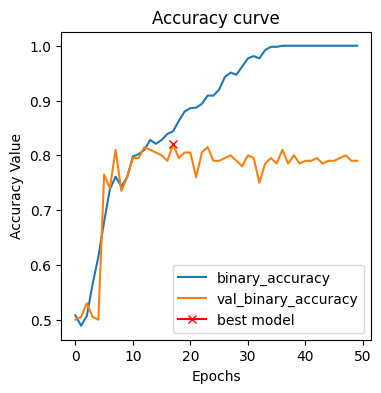 Accuracy curve
Accuracy Value
1.0
0.9
0.8
0.7
0.6
0.5
0
10
20
30
40
50
Epochs
binary_accuracy
val_binary_accuracy
best model